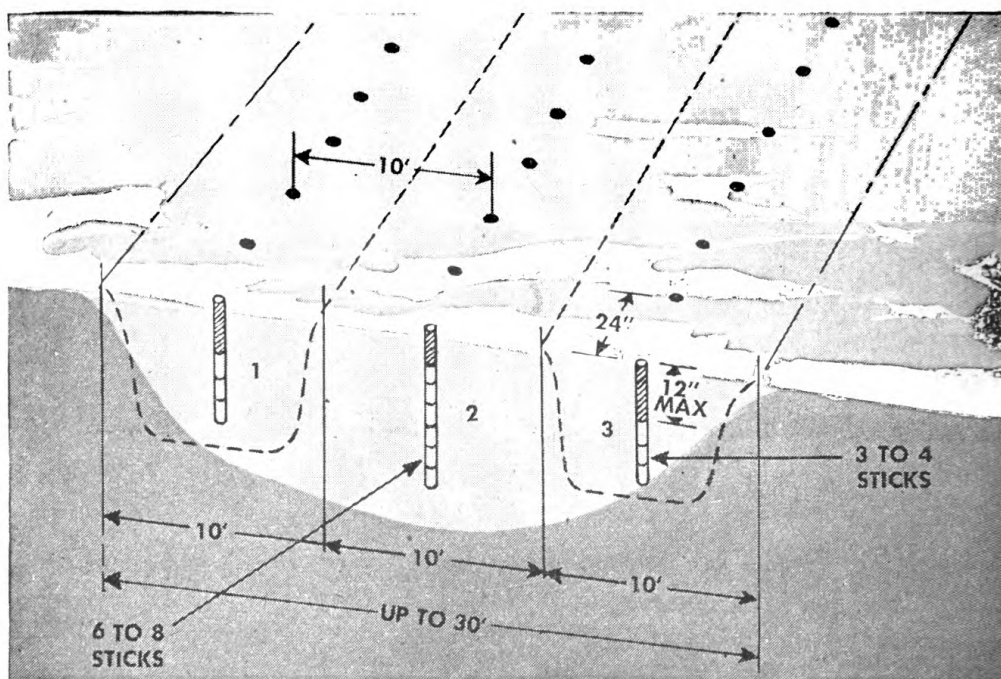 10'
24"
1
12"
MAX
2
3
3 TO 4
STICKS
10'
10'
10'
UP TO 30'
6 TO 8
STICKS